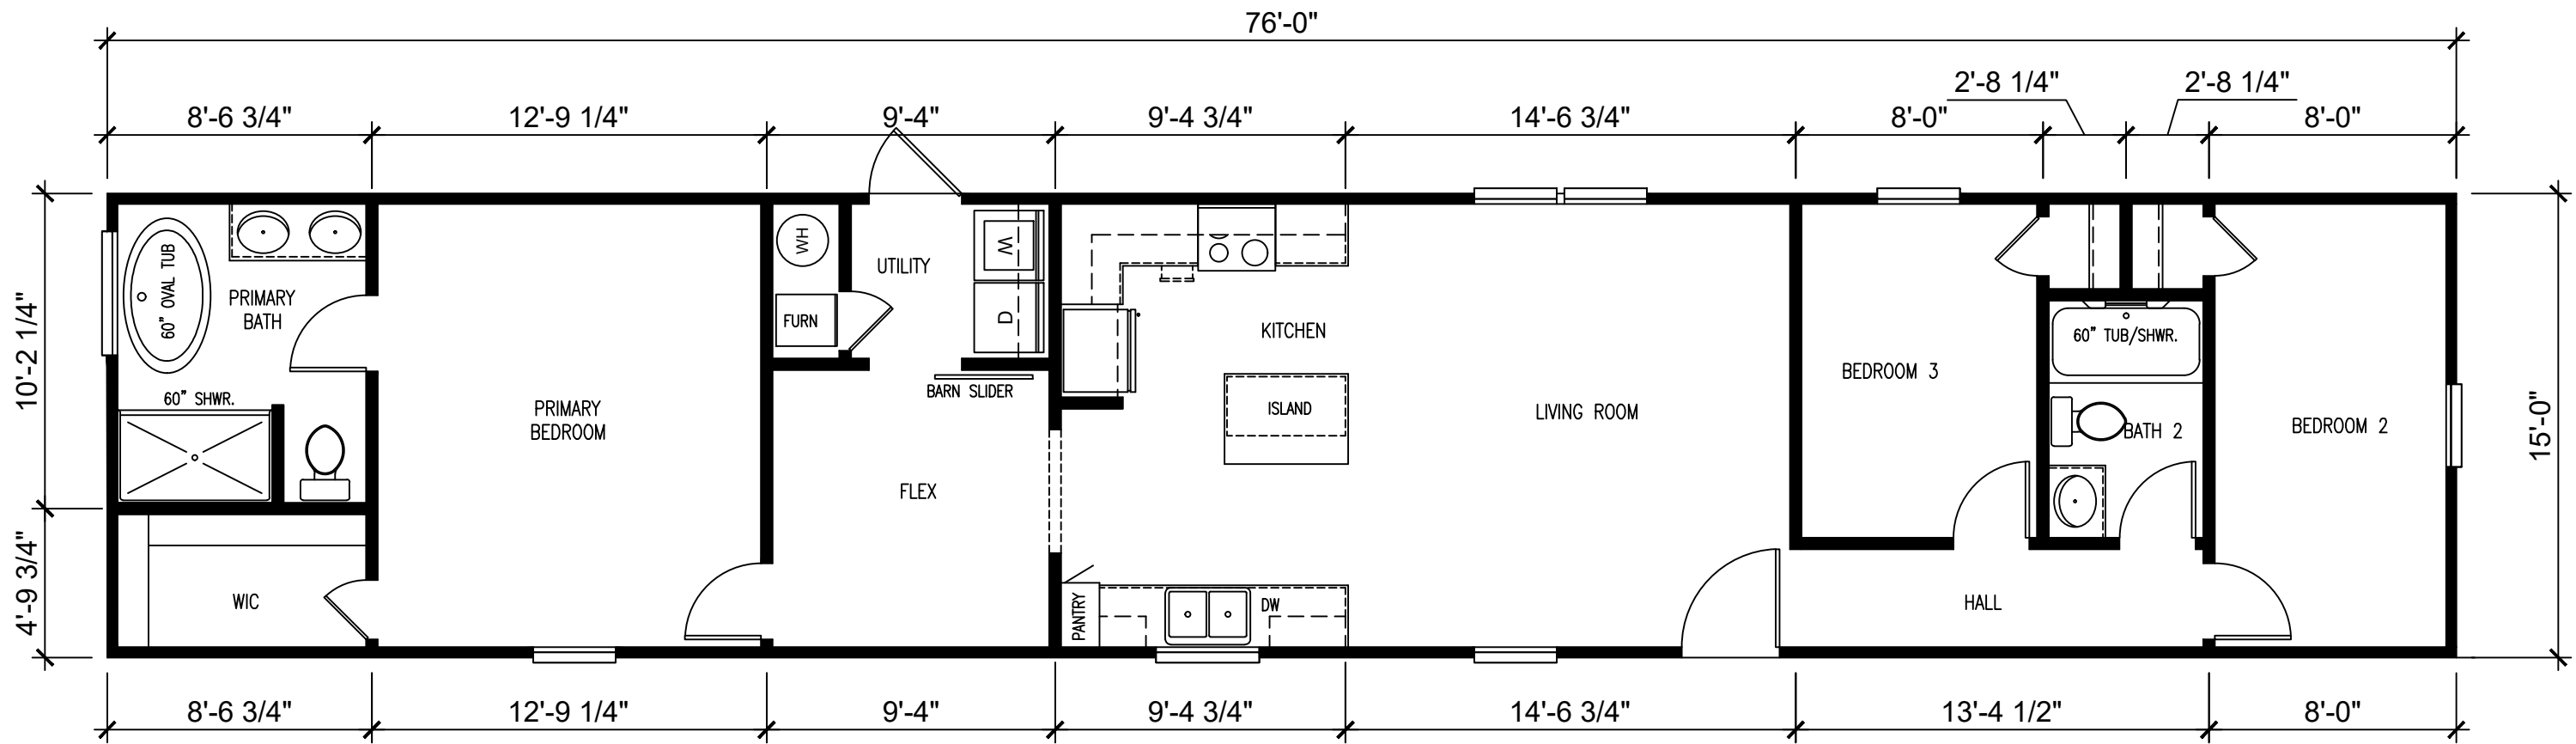 76'-0"
2'-8 1/4"
2'-8 1/4"
8'-6 3/4"
12'-9 1/4"
9'-4"
9'-4 3/4"
14'-6 3/4"
8'-0"
8'-0"
10'-2 1/4"
4'-9 3/4"
15'-0"
60" OVAL TUB
PRIMARY
BATH
60" SHWR.
WIC
PRIMARY
BEDROOM
WH
FURN
UTILITY
W
D
BARN SLIDER
FLEX
KITCHEN
ISLAND
PANTRY
DW
LIVING ROOM
BEDROOM 3
60" TUB/SHWR.
BATH 2
BEDROOM 2
HALL
8'-6 3/4"
12'-9 1/4"
9'-4"
9'-4 3/4"
14'-6 3/4"
13'-4 1/2"
8'-0"